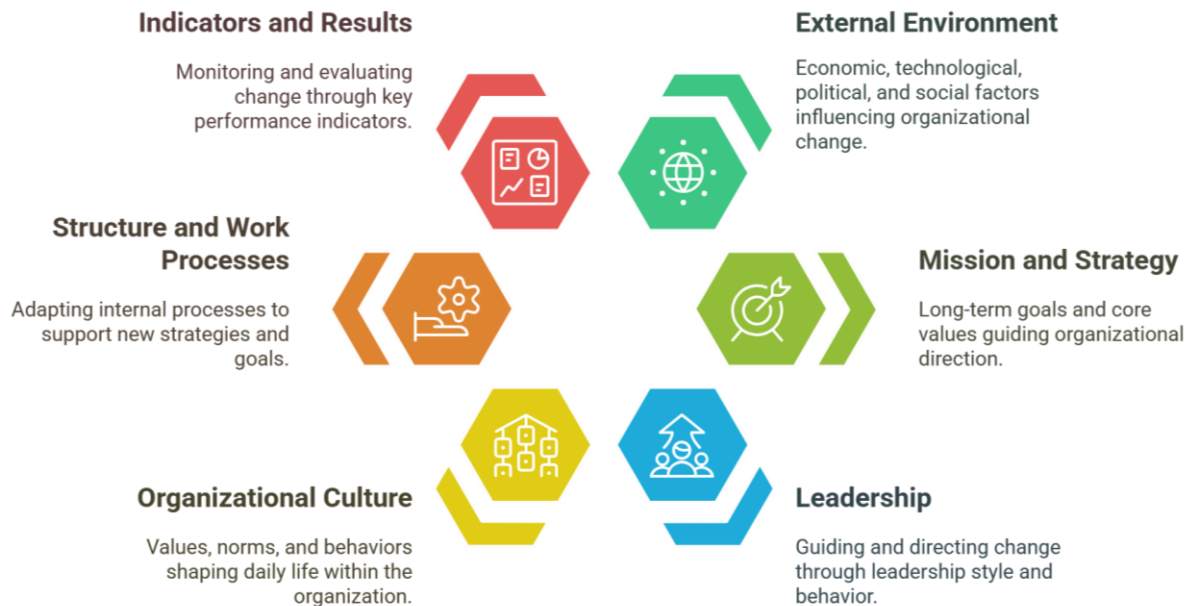 Indicators and Results
Monitoring and evaluating
change through key
performance indicators.
External Environment
Economic, technological,
political, and social factors
influencing organizational
change.
Structure and Work
Processes
Adapting internal processes to
support new strategies and
goals.
Mission and Strategy
Long-term goals and core
values guiding organizational
direction.
Organizational Culture
Values, norms, and behaviors
shaping daily life within the
organization.
Leadership
Guiding and directing change
through leadership style and
behavior.